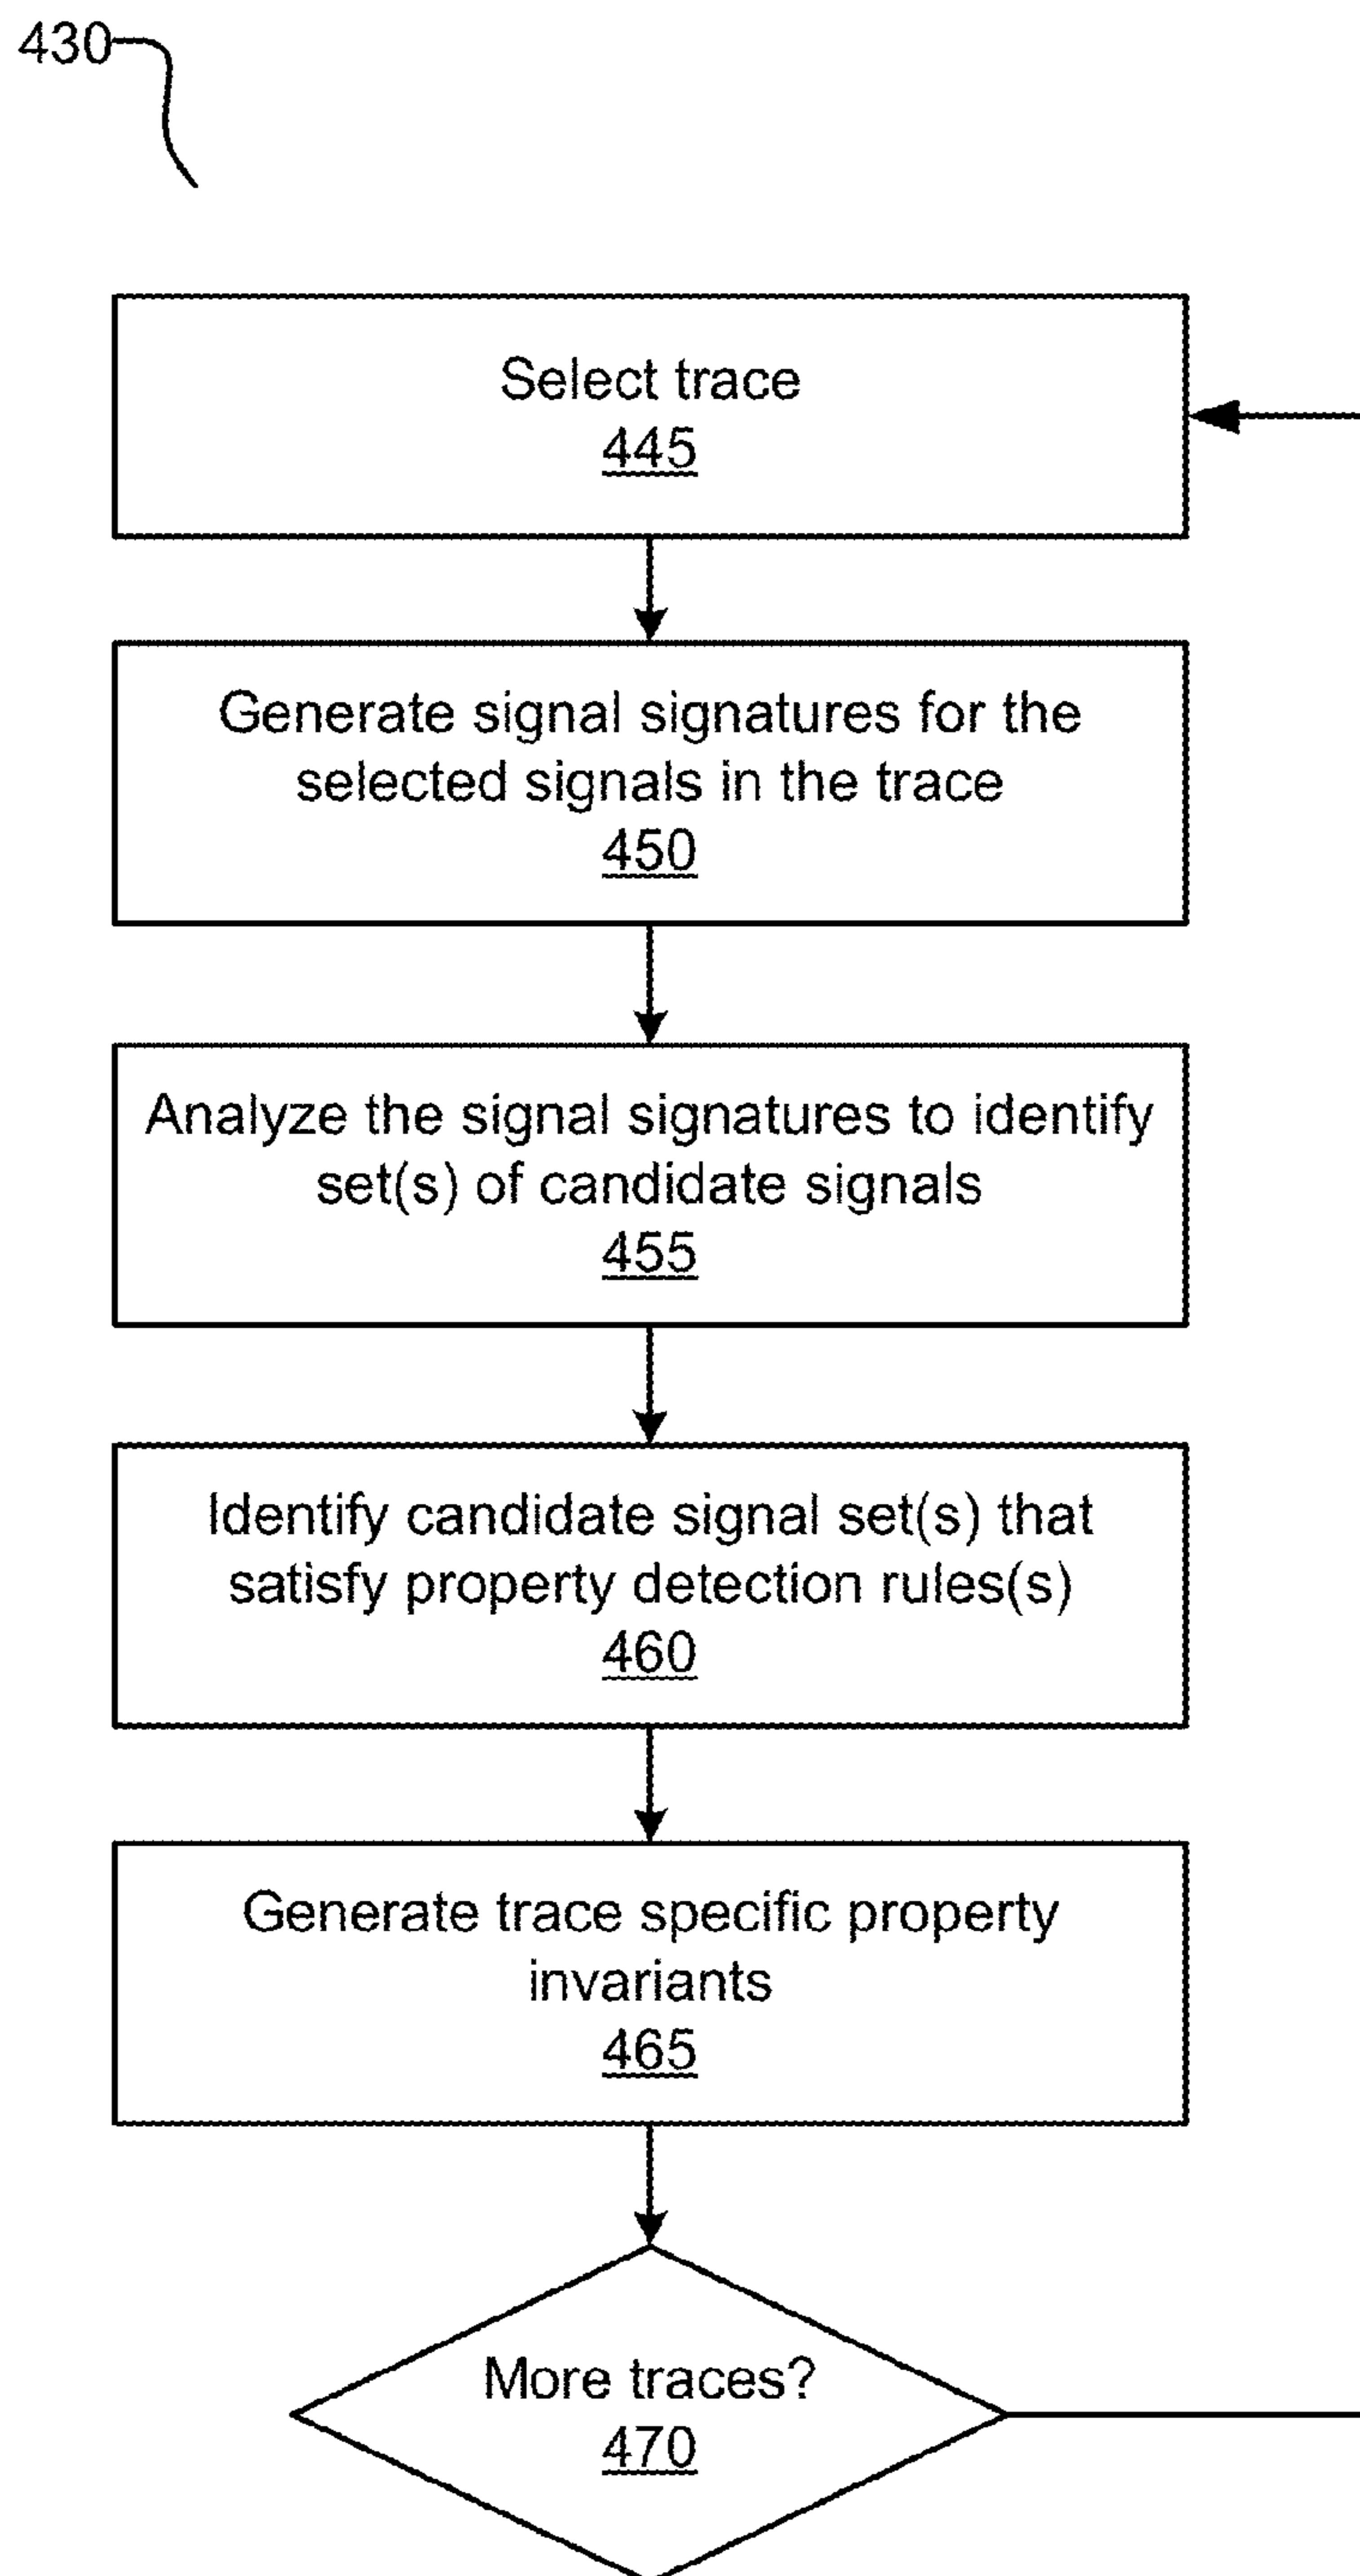 430
Select trace
445
Generate signal signatures for the
selected signals in the trace
450
Analyze the signal signatures to identify
set(s) of candidate signals
455
Identify candidate signal set(s) that
satisfy property detection rules(s)
460
Generate trace specific property
invariants
465
More traces?
470